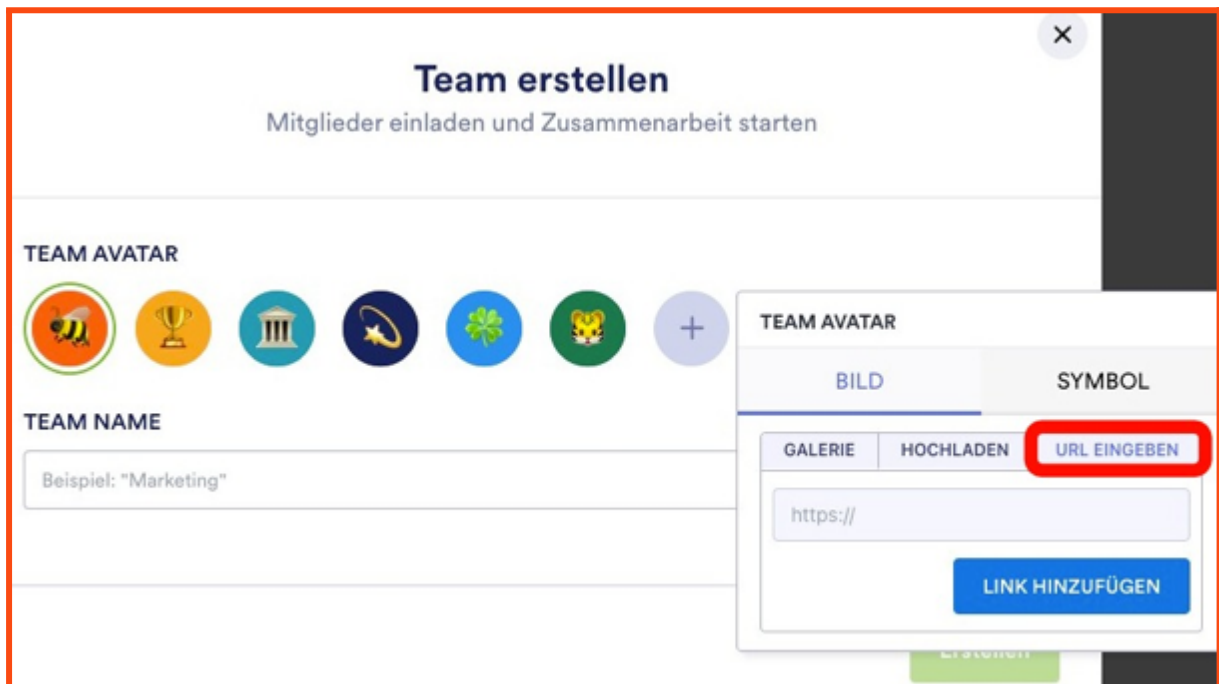 Team erstellen
Mitglieder einladen und Zusammenarbeit starten
TEAM AVATAR
TEAM NAME
Beispiel: "Marketing"
TEAM AVATAR
BILD
SYMBOL
GALERIE
HOCHLADEN
URL EINGEBEN
https://
LINK HINZUFÜGEN
Erstellen